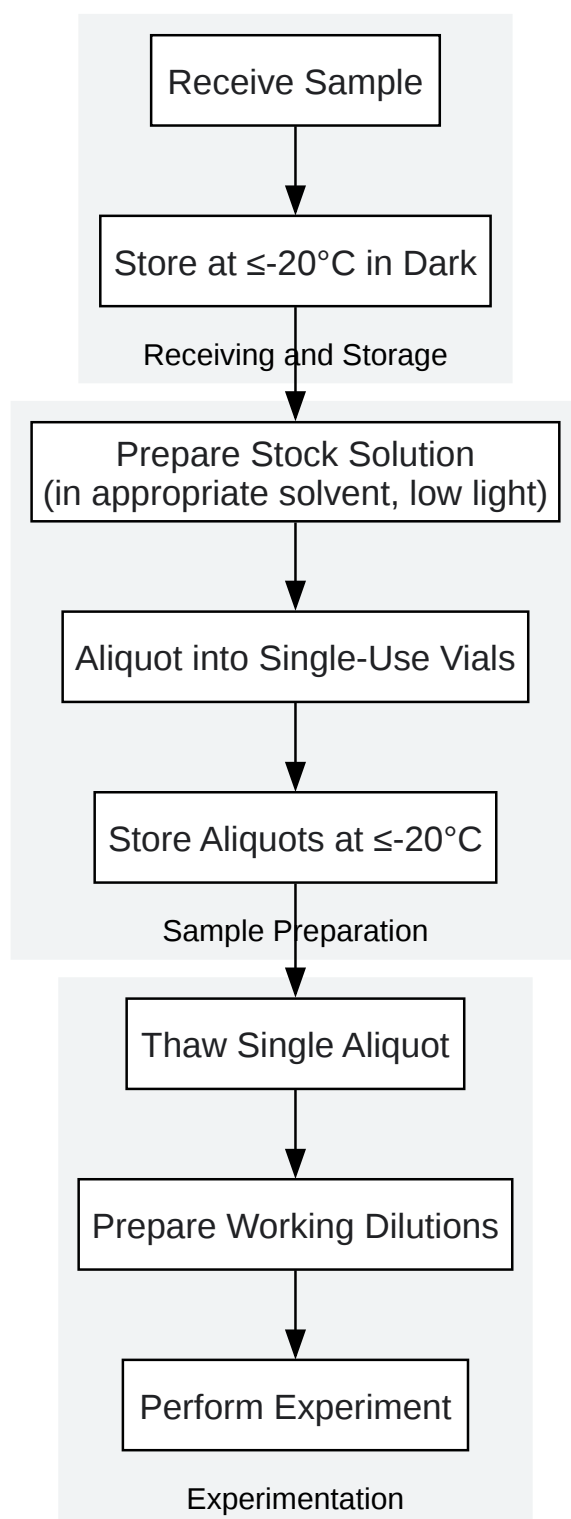 Receive Sample
Store at ≤-20°C in Dark
Receiving and Storage
Prepare Stock Solution
(in appropriate solvent, low light)
Aliquot into Single-Use Vials
Store Aliquots at ≤-20°C
Sample Preparation
Thaw Single Aliquot
Prepare Working Dilutions
Perform Experiment
Experimentation